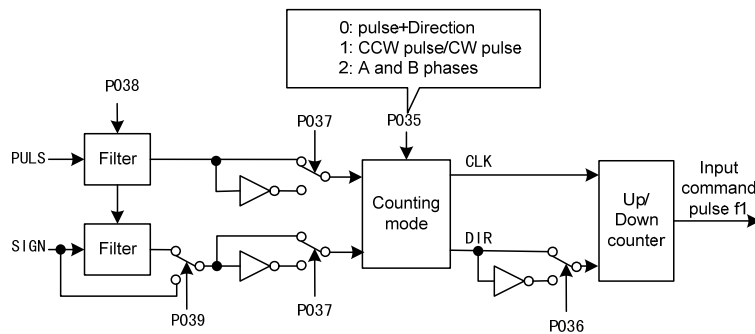 0: pulse+Direction
1: CCW pulse/CW pulse
2: A and B phases
P038
P037
P035
PULS
Filter
CLK
Counting
mode
Up/
Down
counter
Input
command
pulse f1
SIGN
Filter
DIR
P039
P037
P036